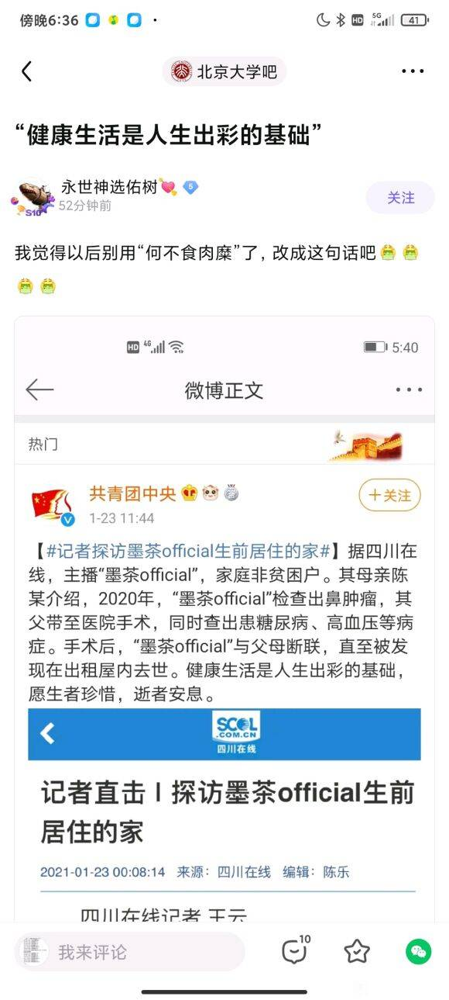 傍晚6:36
HD 5G 41
北京大学吧
“健康生活是人生出彩的基础”
永世神选佑树 5
S10
52分钟前
关注
我觉得以后别用“何不食肉糜”了，改成这句话吧
HD 4G 5:40
微博正文
热门
共青团中央
1-23 11:44
+关注
【#记者探访墨茶official生前居住的家#】据四川在
线，主播“墨茶official”，家庭非贫困户。其母亲陈
某介绍，2020年，“墨茶official”检查出鼻肿瘤，其
父带至医院手术，同时查出患糖尿病、高血压等病
症。手术后，“墨茶official”与父母断联，直至被发
现在出租屋内去世。健康生活是人生出彩的基础，
愿生者珍惜，逝者安息。
SCOL
.COM.CN
四川在线
记者直击丨探访墨茶official生前
居住的家
2021-01-23 00:08:14 来源：四川在线 编辑：陈乐
四川在线记者 王云
我来评论
10